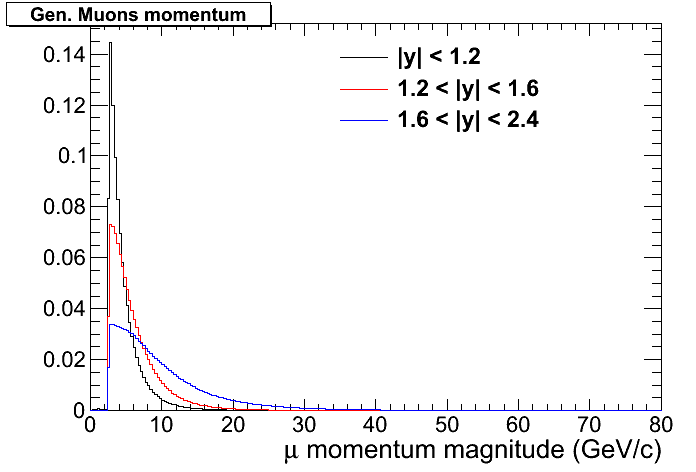 Gen. Muons momentum
|y| < 1.2
1.2 < |y| < 1.6
1.6 < |y| < 2.4
0.14
0.12
0.1
0.08
0.06
0.04
0.02
0
0 10 20 30 40 50 60 70 80
μ momentum magnitude (GeV/c)